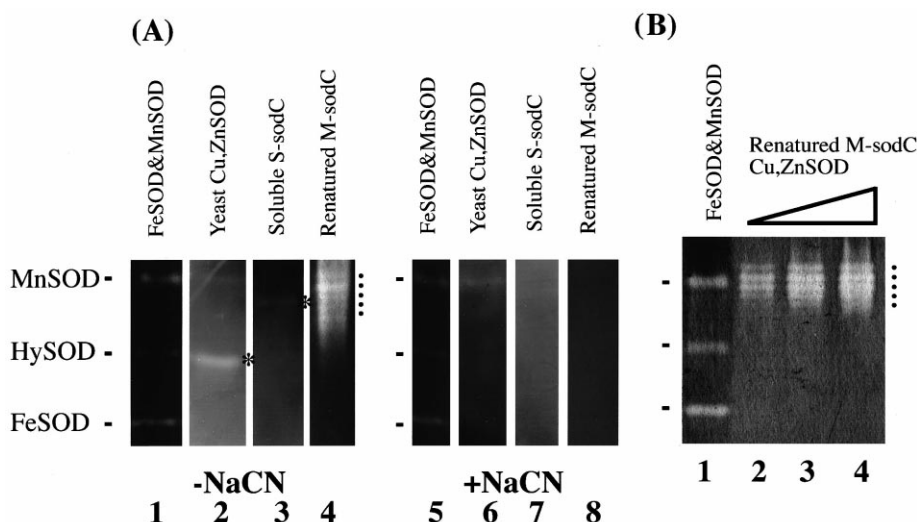 (A)
FeSOD&MnSOD
Yeast Cu,ZnSOD
Soluble S-sodC
Renatured M-sodC
FeSOD&MnSOD
Yeast Cu,ZnSOD
Soluble S-sodC
Renatured M-sodC
MnSOD -
HySOD -
FeSOD -
*
*
-
-
-
-NaCN
+NaCN
1 2 3 4 5 6 7 8
(B)
FeSOD&MnSOD
Renatured M-sodC
Cu,ZnSOD
-
-
-
1 2 3 4